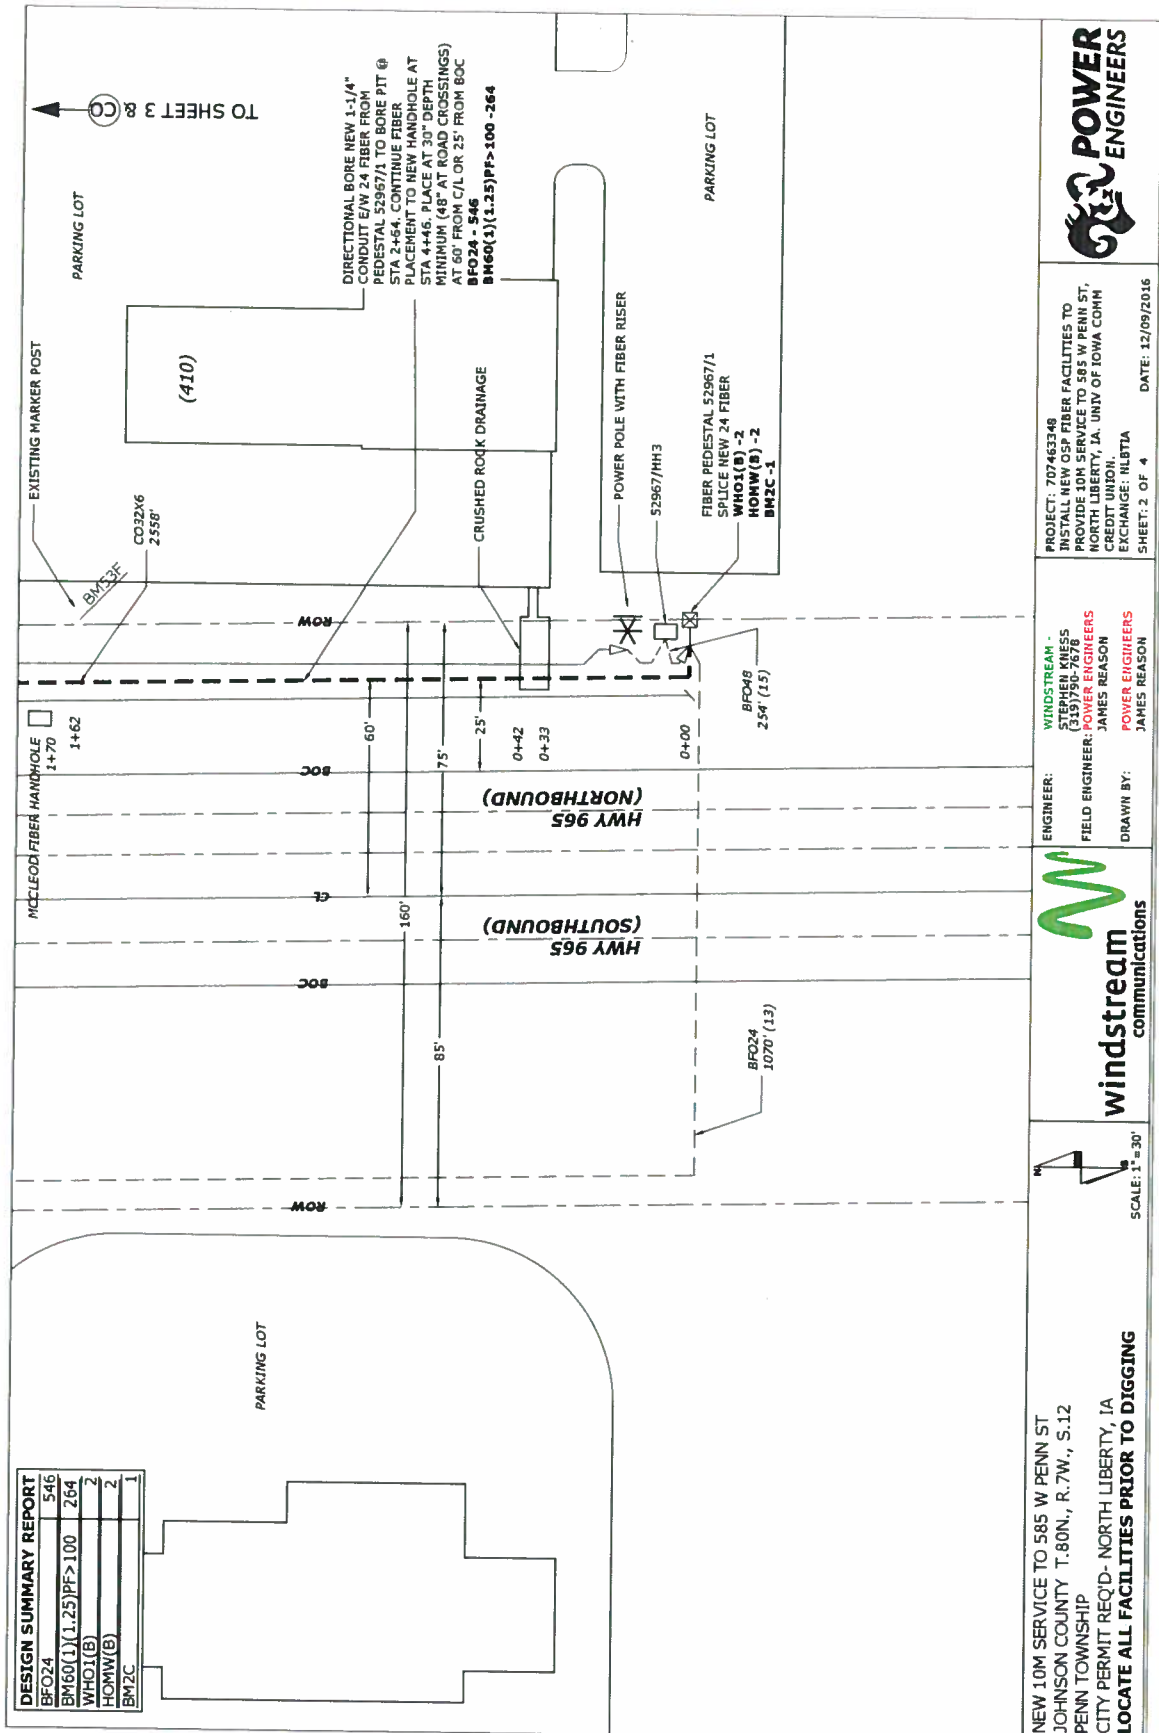 DESIGN SUMMARY REPORT
BFO24 546
BM60(1)(1.25)PF>100 264
WHO1(B) 2
HOMW(B) 2
BM2C 1
PARKING LOT
ROW
BOC
CL
BOC
ROW
HWY 965
(SOUTHBOUND)
HWY 965
(NORTHBOUND)
160'
85'
75'
60'
25'
BFO24
1070' (13)
MCCLEOD FIBER HANDHOLE
1+70
1+62
0+42
0+33
0+00
BFO48
254' (15)
EXISTING MARKER POST
BM53F
CO32X6
2558'
(410)
PARKING LOT
TO SHEET 3 & CO
DIRECTIONAL BORE NEW 1-1/4"
CONDUIT E/W 24 FIBER FROM
PEDESTAL 52967/1 TO BORE PIT @
STA 2+64. CONTINUE FIBER
PLACEMENT TO NEW HANDHOLE AT
STA 4+46. PLACE AT 30" DEPTH
MINIMUM (48" AT ROAD CROSSINGS)
AT 60' FROM C/L OR 25' FROM BOC
BFO24 - 546
BM60(1)(1.25)PF>100 -264
CRUSHED ROCK DRAINAGE
POWER POLE WITH FIBER RISER
52967/HH3
FIBER PEDESTAL 52967/1
SPLICE NEW 24 FIBER
WHO1(B) -2
HOMW(B) -2
BM2C -1
PARKING LOT
NEW 10M SERVICE TO 585 W PENN ST
JOHNSON COUNTY T.80N., R.7W., S.12
PENN TOWNSHIP
CITY PERMIT REQ'D- NORTH LIBERTY, IA
LOCATE ALL FACILITIES PRIOR TO DIGGING
N
SCALE: 1"=30'
windstream
communications
ENGINEER: WINDSTREAM -
STEPHEN KNESS
(319)790-7678
FIELD ENGINEER: POWER ENGINEERS
JAMES REASON
DRAWN BY: POWER ENGINEERS
JAMES REASON
PROJECT: 707463348
INSTALL NEW OSP FIBER FACILITIES TO
PROVIDE 10M SERVICE TO 585 W PENN ST,
NORTH LIBERTY, IA. UNIV OF IOWA COMM
CREDIT UNION.
EXCHANGE: NLBTIA
SHEET: 2 OF 4 DATE: 12/09/2016
POWER
ENGINEERS